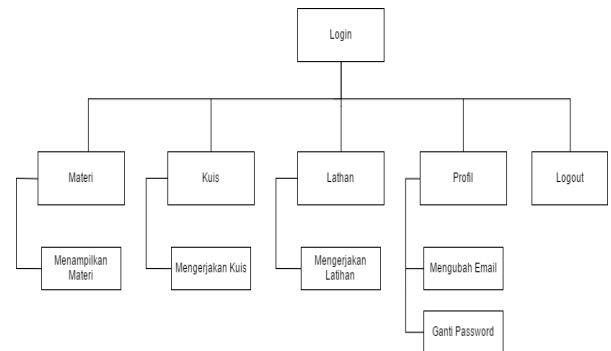 Login
Materi
Kuis
Lathan
Profil
Logout
Menampilkan
Materi
Mengerjakan Kuis
Mengerjakan
Latihan
Mengubah Email
Ganti Password